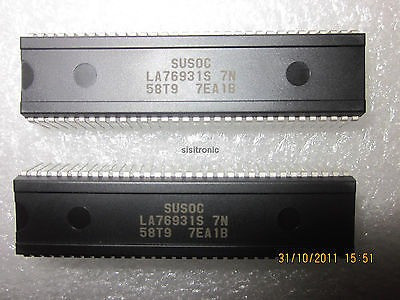 SUSOC
LA76931S 7N
58T9 7EA1B
sisitronic
SUSOC
LA76931S 7N
58T9 7EA1B
31/10/2011 15:51